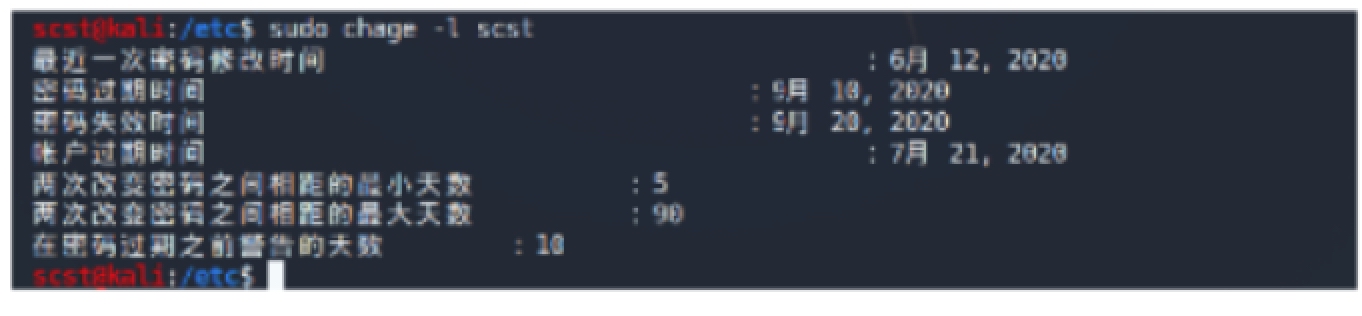 scst@kali:/etc$ sudo chage -l scst
最近一次密码修改时间 : 6月 12, 2020
密码过期时间 : 9月 10, 2020
密码失效时间 : 9月 20, 2020
帐户过期时间 : 7月 21, 2020
两次改变密码之间相距的最小天数 : 5
两次改变密码之间相距的最大天数 : 90
在密码过期之前警告的天数 : 10
scst@kali:/etc$